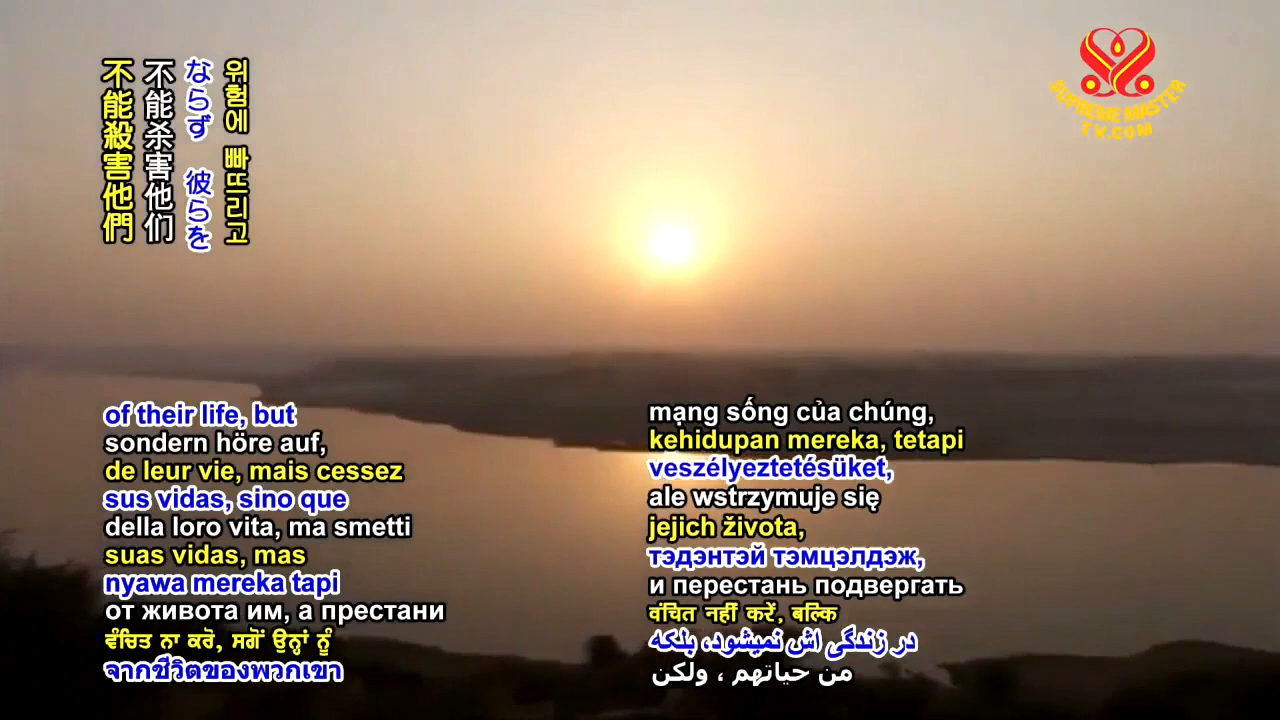 不能殺害他們
不能杀害他们
ならず 彼らを
위험에 빠뜨리고
SUPREME MASTER
TV.COM
of their life, but
sondern höre auf,
de leur vie, mais cessez
sus vidas, sino que
della loro vita, ma smetti
suas vidas, mas
nyawa mereka tapi
от живота им, а престани
ਵੰਚਿਤ ਨਾ ਕਰੋ, ਸਗੋਂ ਉਨ੍ਹਾਂ ਨੂੰ
จากชีวิตของพวกเขา
mạng sống của chúng,
kehidupan mereka, tetapi
veszélyeztetésüket,
ale wstrzymuje się
jejich života,
тэдэнтэй тэмцэлдэж,
и перестань подвергать
वंचित नहीं करें, बल्कि
در زندگی اش نمیشود، بلکه
من حياتهم ، ولكن